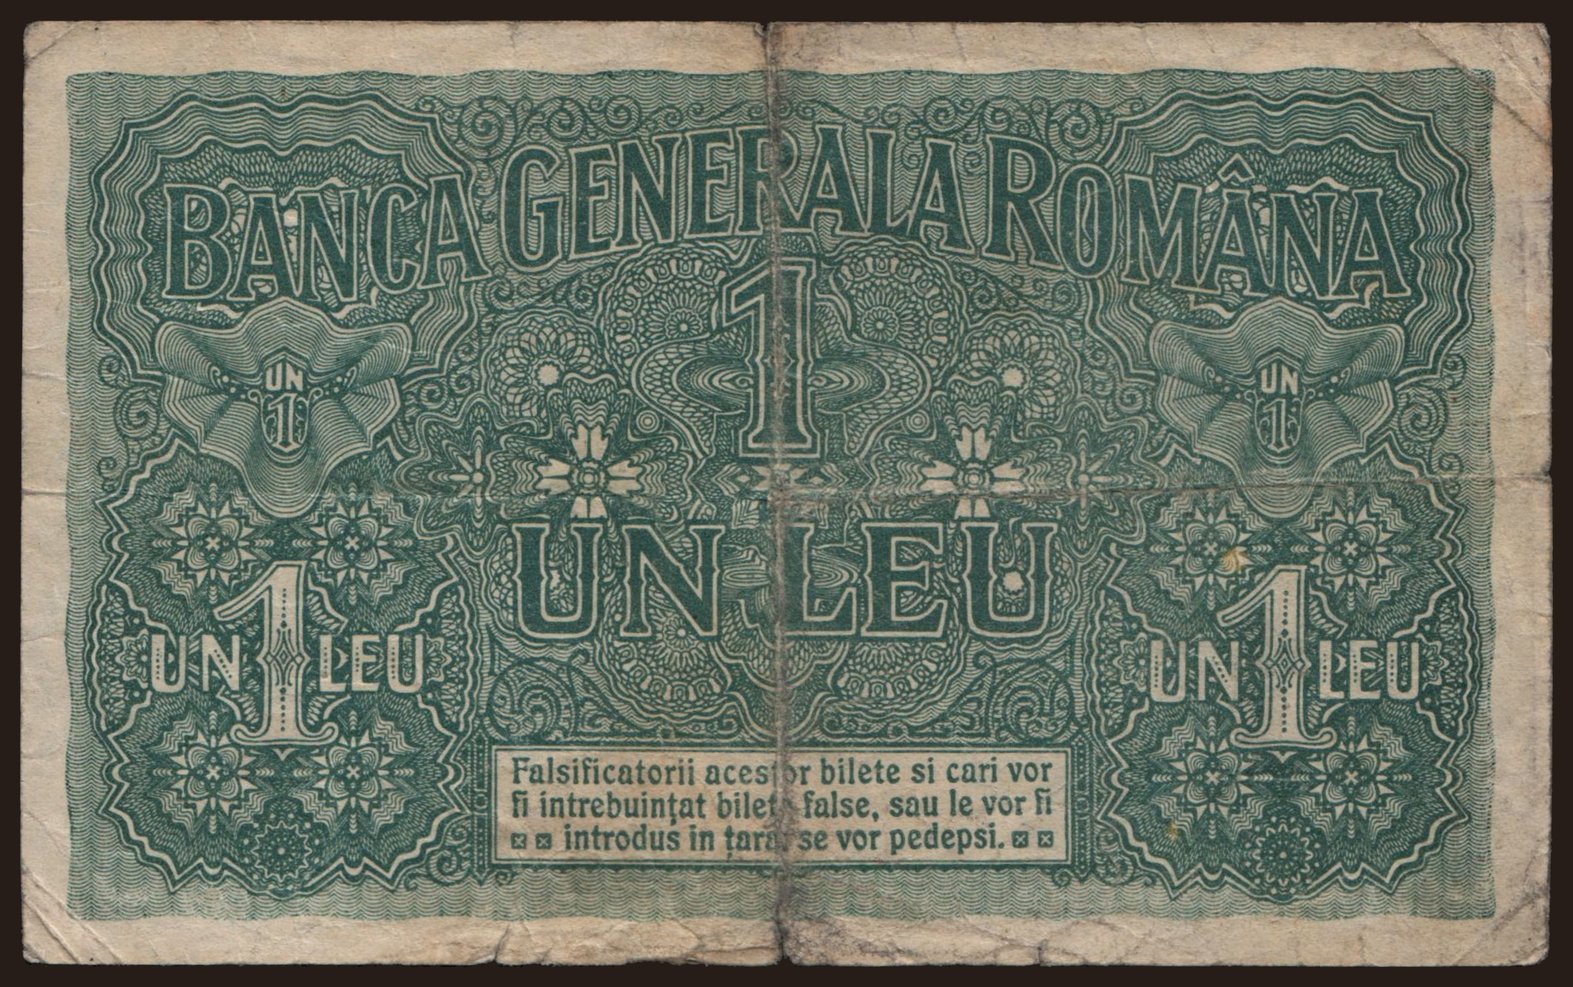 BANCA GENERALA ROMÂNA
1
UN
1
UN
1
UN LEU
UN 1 LEU
UN 1 LEU
Falsificatorii acestor bilete si cari vor
fi intrebuințat bilete false, sau le vor fi
introdus in țara, se vor pedepsi.